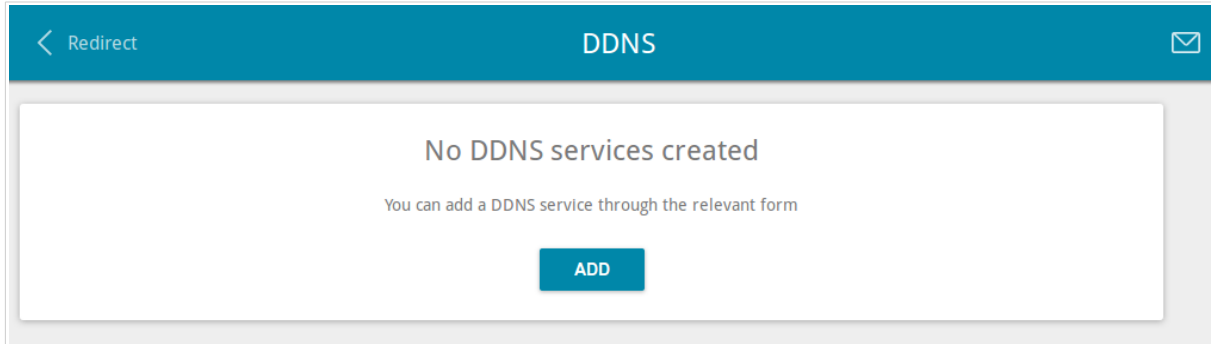 Redirect
DDNS
No DDNS services created
You can add a DDNS service through the relevant form
ADD